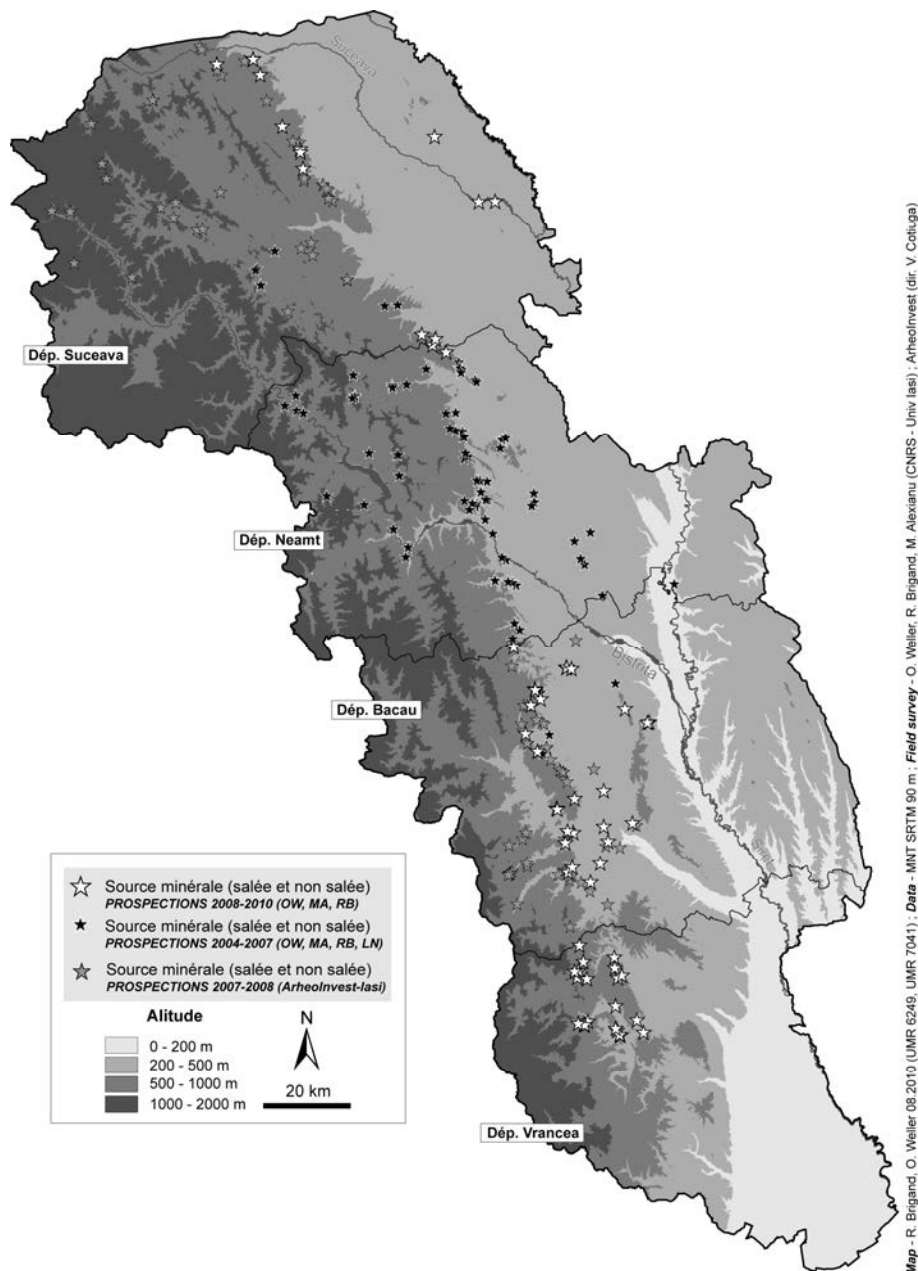 Suceava
Dép. Suceava
Dép. Neamt
Bistrita
Dép. Bacau
Siret
Dép. Vrancea
Source minérale (salée et non salée)
PROSPECTIONS 2008-2010 (OW, MA, RB)
Source minérale (salée et non salée)
PROSPECTIONS 2004-2007 (OW, MA, RB, LN)
Source minérale (salée et non salée)
PROSPECTIONS 2007-2008 (ArheoInvest-Iasi)
Alitude
0 - 200 m
200 - 500 m
500 - 1000 m
1000 - 2000 m
N
20 km
Map - R. Brigand, O. Weller 08.2010 (UMR 6249, UMR 7041) ; Data - MNT SRTM 90 m ; Field survey - O. Weller, R. Brigand, M. Alexianu (CNRS - Univ Iasi) ; ArheoInvest (dir. V. Cotiuga)